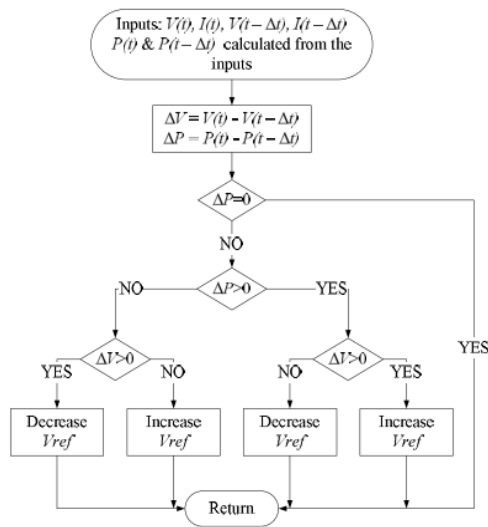 Inputs: V(t), I(t), V(t−Δt), I(t−Δt)
P(t) & P(t−Δt) calculated from the
inputs
ΔV = V(t) - V(t−Δt)
ΔP = P(t) - P(t−Δt)
ΔP=0
NO
ΔP>0
NO
YES
YES
ΔV>0
ΔV>0
YES
NO
NO
YES
Decrease
Vref
Increase
Vref
Decrease
Vref
Increase
Vref
Return